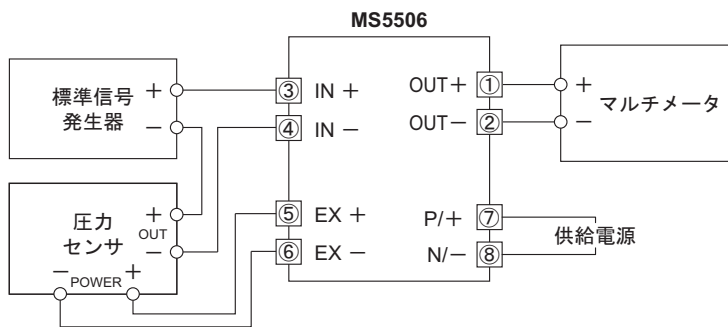 MS5506
標準信号
発生器
+
−
③ IN +
④ IN −
OUT+ ①
OUT− ②
+
−
マルチメータ
圧力
センサ
+
OUT
−
− POWER +
⑤ EX +
⑥ EX −
P/+ ⑦
N/− ⑧
供給電源